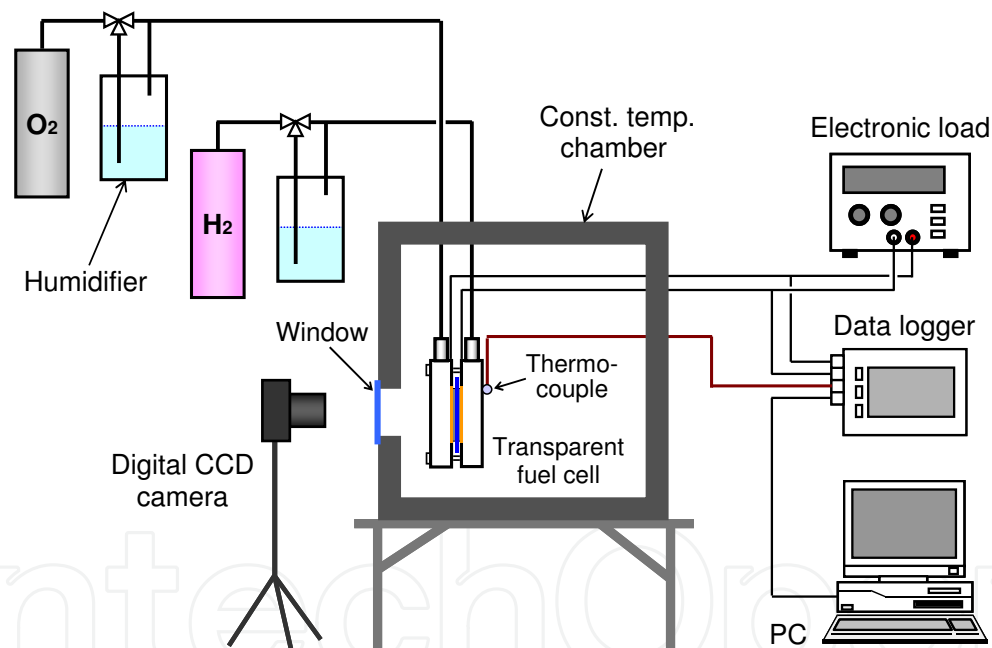 O2
Humidifier
H2
Const. temp.
chamber
Electronic load
Window
Data logger
Thermo-
couple
Transparent
fuel cell
Digital CCD
camera
PC
ntechOpen